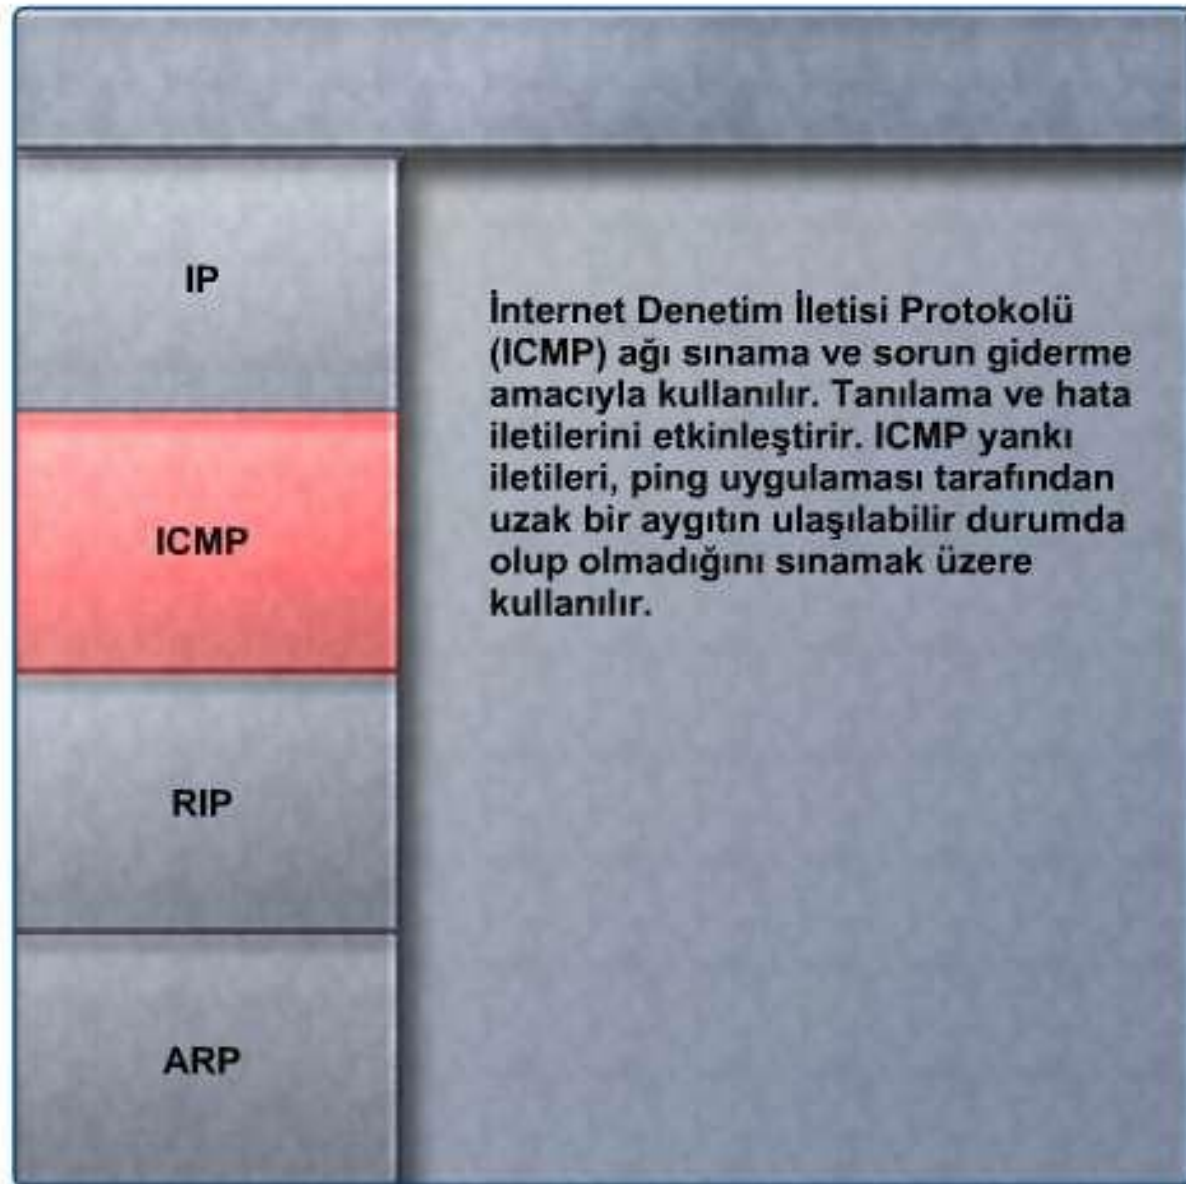 IP
ICMP
RIP
ARP
İnternet Denetim İletisi Protokolü
(ICMP) ağı sınama ve sorun giderme
amacıyla kullanılır. Tanılama ve hata
iletilerini etkinleştirir. ICMP yankı
iletileri, ping uygulaması tarafından
uzak bir aygıtın ulaşılabilir durumda
olup olmadığını sınamak üzere
kullanılır.